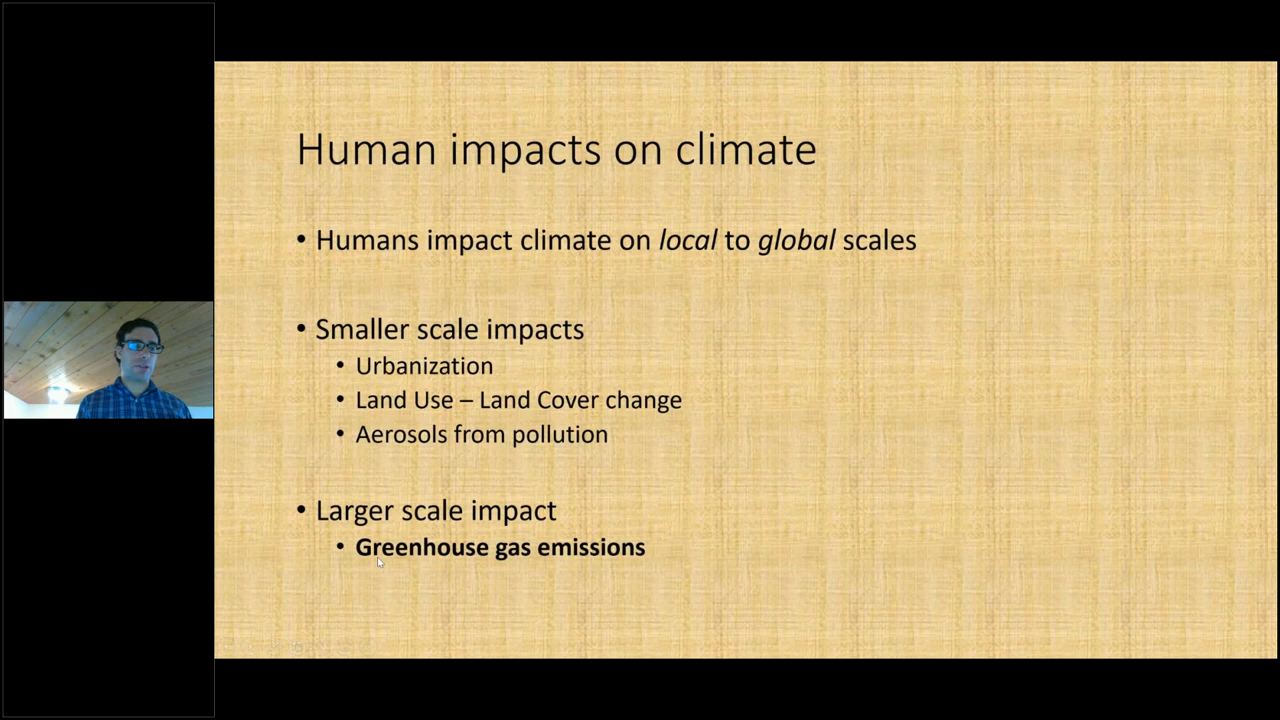 Human impacts on climate
• Humans impact climate on local to global scales
• Smaller scale impacts
• Urbanization
• Land Use – Land Cover change
• Aerosols from pollution
• Larger scale impact
• Greenhouse gas emissions